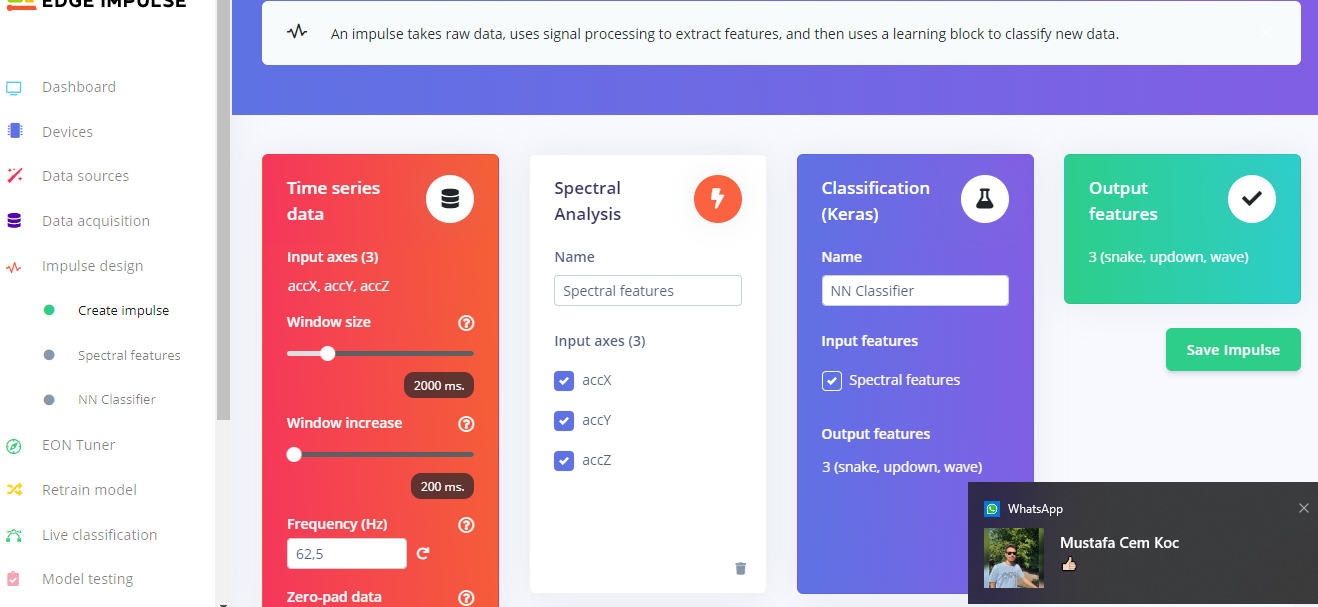 EDGE IMPULSE
An impulse takes raw data, uses signal processing to extract features, and then uses a learning block to classify new data.
Dashboard
Devices
Data sources
Data acquisition
Impulse design
Create impulse
Spectral features
NN Classifier
EON Tuner
Retrain model
Live classification
Model testing
Time series
data
Input axes (3)
accX, accY, accZ
Window size
2000 ms.
Window increase
200 ms.
Frequency (Hz)
62,5
Zero-pad data
Spectral
Analysis
Name
Spectral features
Input axes (3)
accX
accY
accZ
Classification
(Keras)
Name
NN Classifier
Input features
Spectral features
Output features
3 (snake, updown, wave)
Output
features
3 (snake, updown, wave)
Save Impulse
WhatsApp
Mustafa Cem Koc
👍🏻